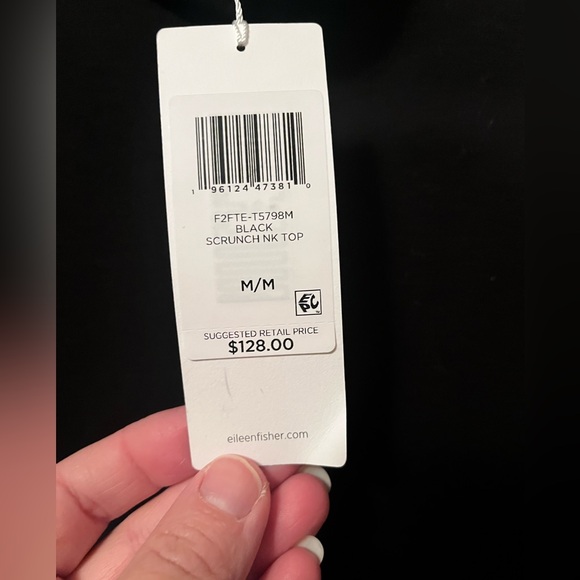 1 96124 47381 0
F2FTE-T5798M
BLACK
SCRUNCH NK TOP
M/M
SUGGESTED RETAIL PRICE
$128.00
eileenfisher.com